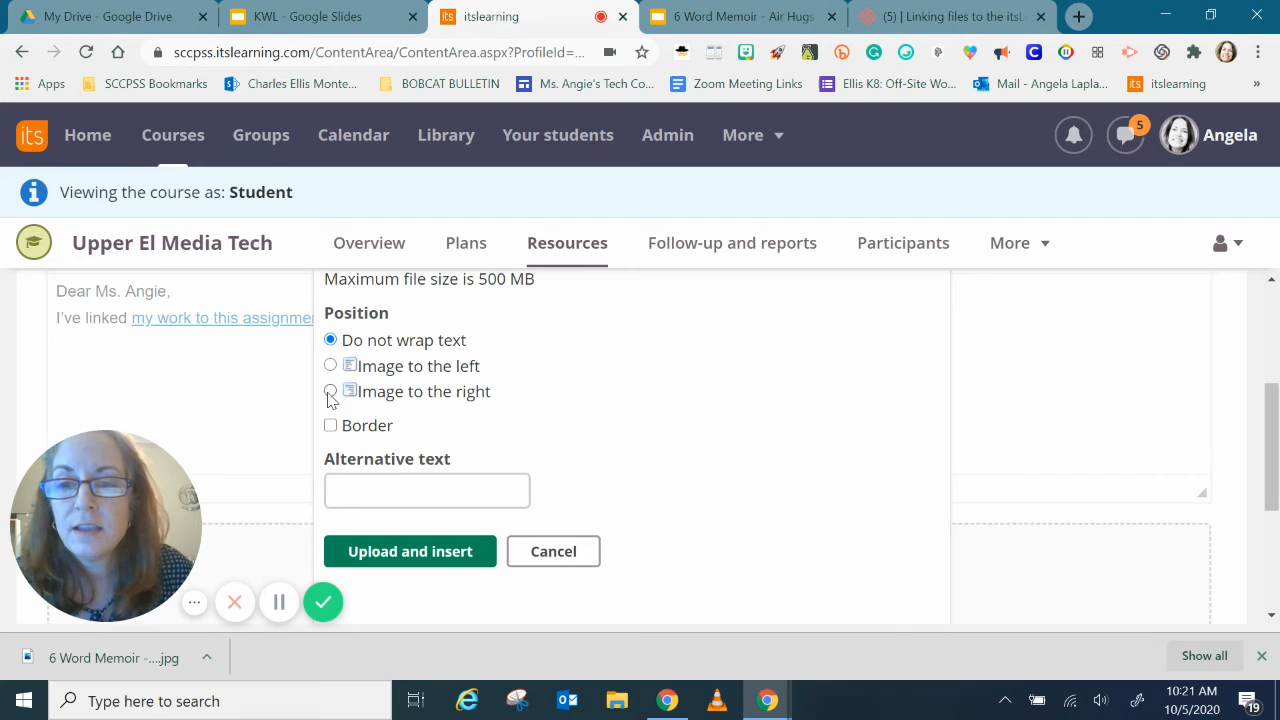 My Drive - Google Drive
KWL - Google Slides
itslearning
6 Word Memoir - Air Hugs
(5) | Linking files to the itsL
sccpss.itslearning.com/ContentArea/ContentArea.aspx?ProfileId=...
Apps
SCCPSS Bookmarks
Charles Ellis Monte...
BOBCAT BULLETIN
Ms. Angie's Tech Co...
Zoom Meeting Links
Ellis K8: Off-Site Wo...
Mail - Angela Lapla...
itslearning
»
its
Home
Courses
Groups
Calendar
Library
Your students
Admin
More
5
Angela
Viewing the course as: Student
Upper El Media Tech
Overview
Plans
Resources
Follow-up and reports
Participants
More
Maximum file size is 500 MB
Dear Ms. Angie,
I've linked my work to this assignme
Position
Do not wrap text
Image to the left
Image to the right
Border
Alternative text
Upload and insert
Cancel
6 Word Memoir -....jpg
Show all
Type here to search
10:21 AM
10/5/2020
19